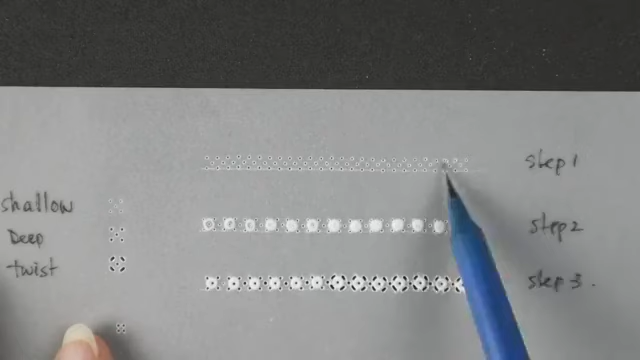 step 1
shallow
Deep
step 2
twist
step 3.